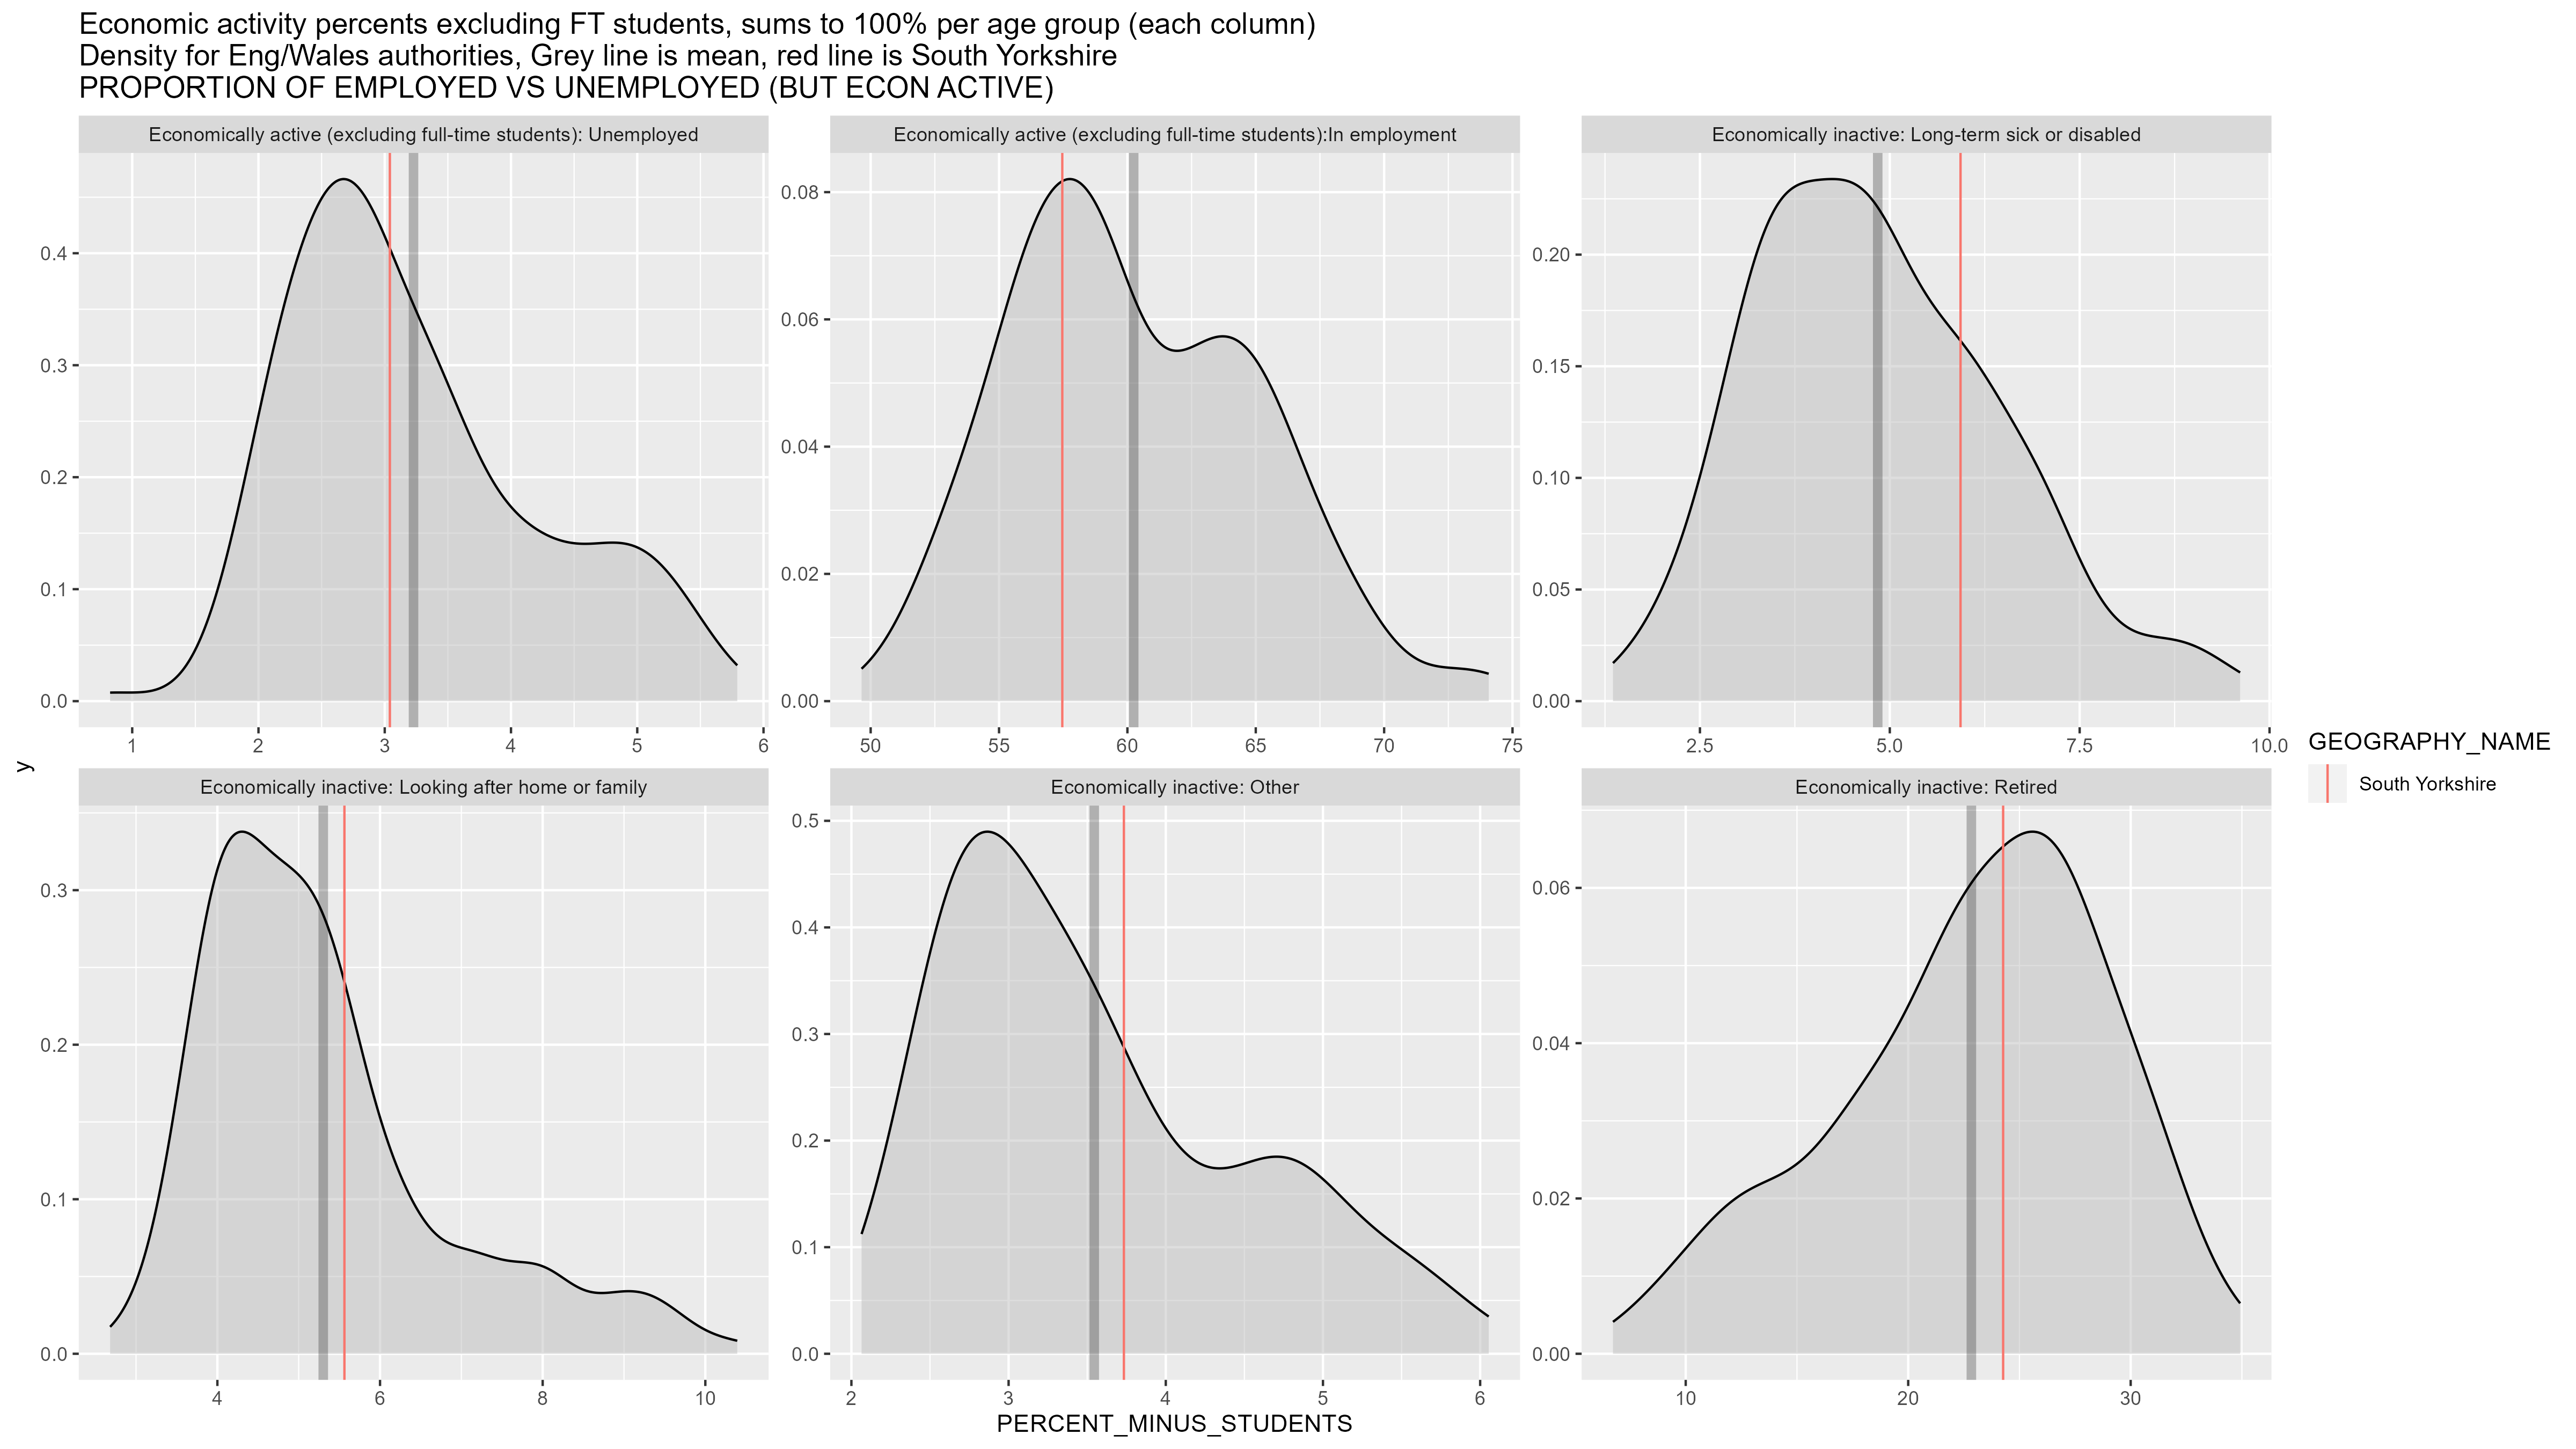 Economic activity percents excluding FT students, sums to 100% per age group (each column)
Density for Eng/Wales authorities, Grey line is mean, red line is South Yorkshire
PROPORTION OF EMPLOYED VS UNEMPLOYED (BUT ECON ACTIVE)
Economically active (excluding full-time students): Unemployed
0.4
0.3
0.2
0.1
0.0
1 2 3 4 5 6
Economically active (excluding full-time students):In employment
0.08
0.06
0.04
0.02
0.00
50 55 60 65 70 75
Economically inactive: Long-term sick or disabled
0.20
0.15
0.10
0.05
0.00
2.5 5.0 7.5 10.0
y
Economically inactive: Looking after home or family
0.3
0.2
0.1
0.0
4 6 8 10
Economically inactive: Other
0.5
0.4
0.3
0.2
0.1
0.0
2 3 4 5 6
Economically inactive: Retired
0.06
0.04
0.02
0.00
10 20 30
PERCENT_MINUS_STUDENTS
GEOGRAPHY_NAME
South Yorkshire